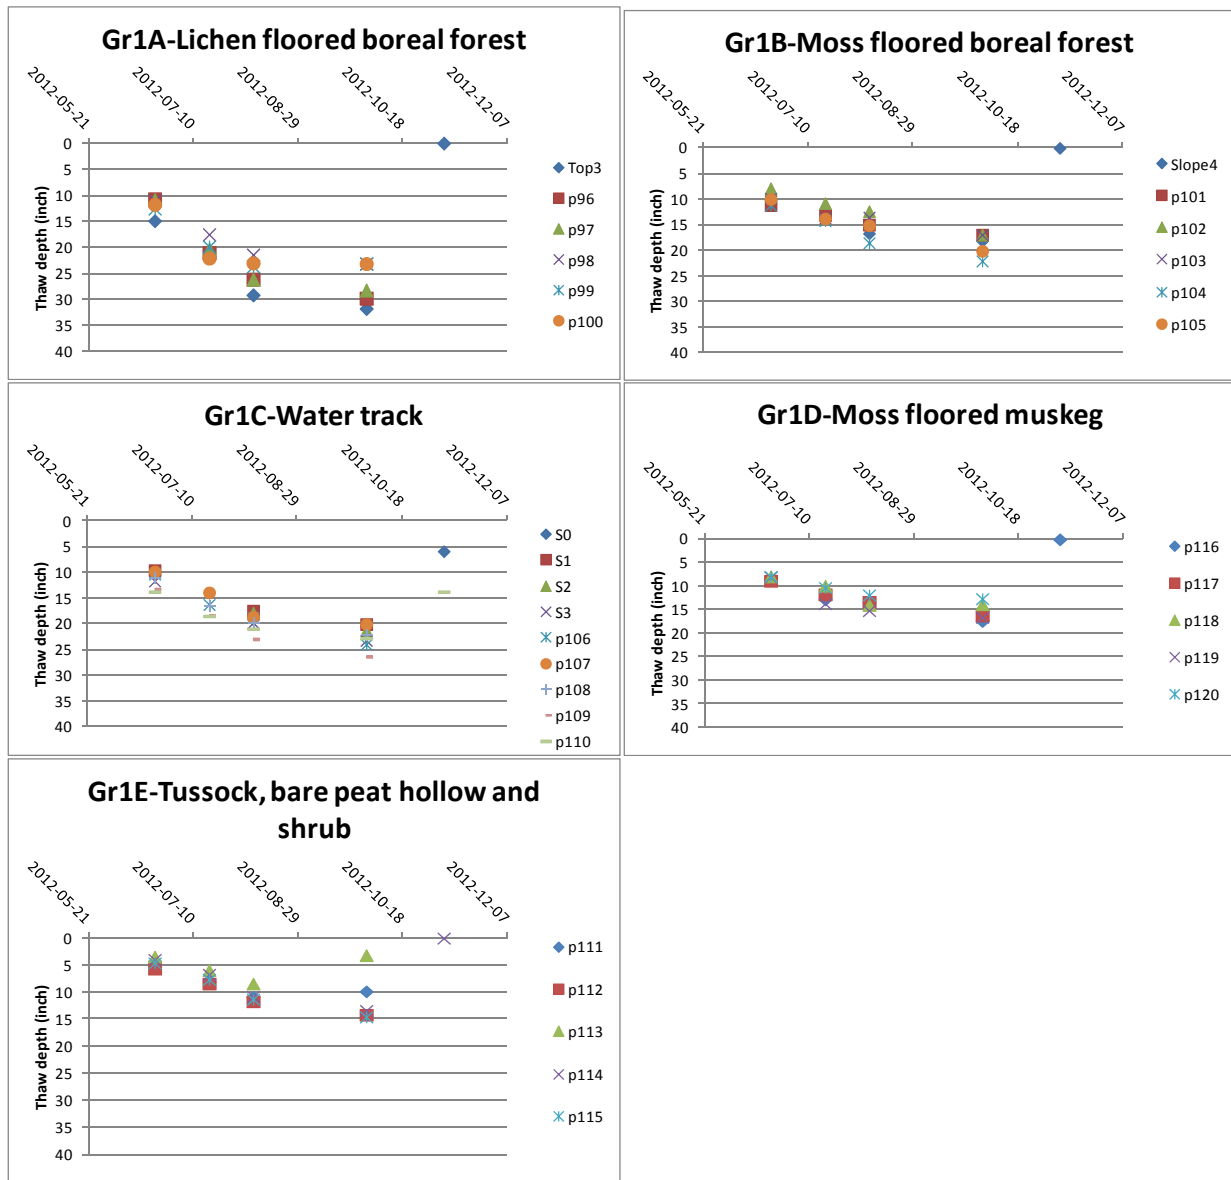 Gr1A-Lichen floored boreal forest
2012-05-21
2012-07-10
2012-08-29
2012-10-18
2012-12-07
Thaw depth (inch)
0
5
10
15
20
25
30
35
40
Top3
p96
p97
p98
p99
p100
Gr1B-Moss floored boreal forest
2012-05-21
2012-07-10
2012-08-29
2012-10-18
2012-12-07
Thaw depth (inch)
0
5
10
15
20
25
30
35
40
Slope4
p101
p102
p103
p104
p105
Gr1C-Water track
2012-05-21
2012-07-10
2012-08-29
2012-10-18
2012-12-07
Thaw depth (inch)
0
5
10
15
20
25
30
35
40
S0
S1
S2
S3
p106
p107
p108
p109
p110
Gr1D-Moss floored muskeg
2012-05-21
2012-07-10
2012-08-29
2012-10-18
2012-12-07
Thaw depth (inch)
0
5
10
15
20
25
30
35
40
p116
p117
p118
p119
p120
Gr1E-Tussock, bare peat hollow and
shrub
2012-05-21
2012-07-10
2012-08-29
2012-10-18
2012-12-07
Thaw depth (inch)
0
5
10
15
20
25
30
35
40
p111
p112
p113
p114
p115